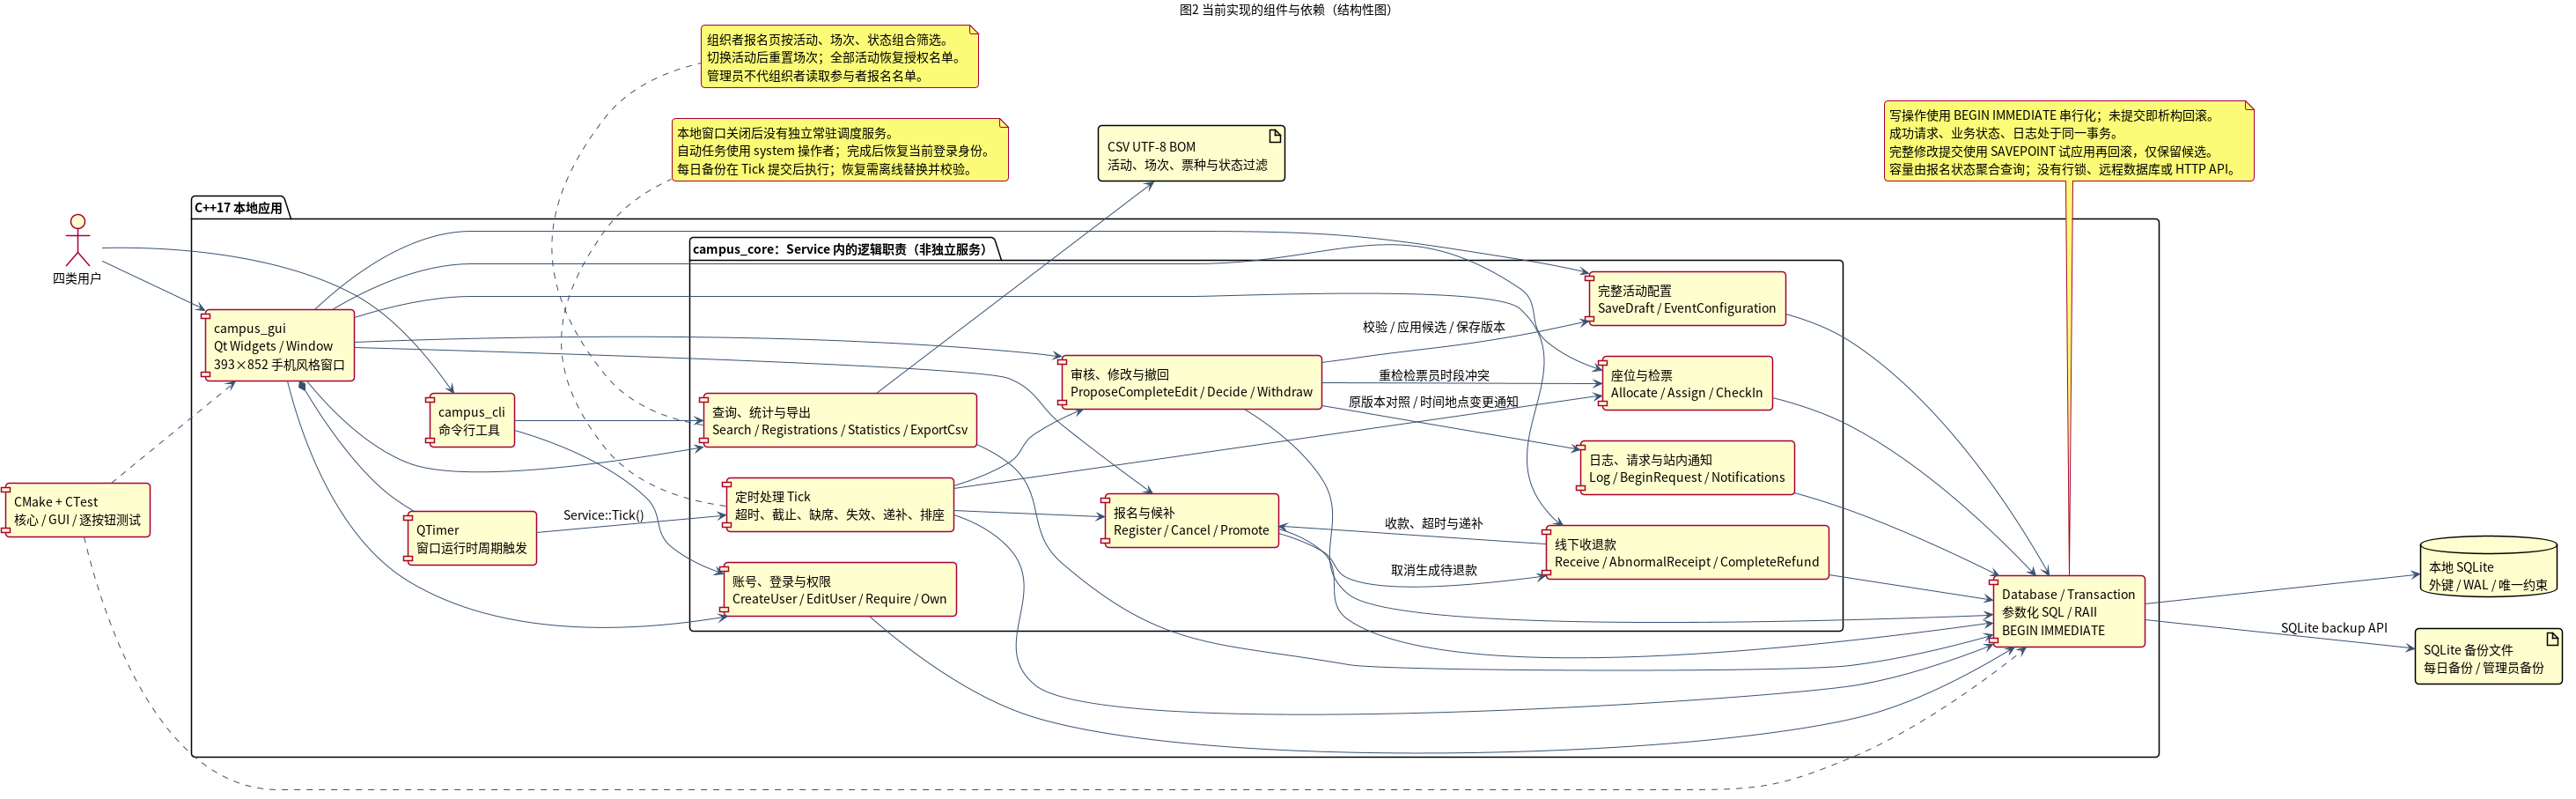 图2 当前实现的组件与依赖（结构性图）
组织者报名页按活动、场次、状态组合筛选。
切换活动后重置场次；全部活动恢复授权名单。
管理员不代组织者读取参与者报名名单。
本地窗口关闭后没有独立常驻调度服务。
自动任务使用 system 操作者；完成后恢复当前登录身份。
每日备份在 Tick 提交后执行；恢复需离线替换并校验。
CSV UTF-8 BOM
活动、场次、票种与状态过滤
写操作使用 BEGIN IMMEDIATE 串行化；未提交即析构回滚。
成功请求、业务状态、日志处于同一事务。
完整修改提交使用 SAVEPOINT 试应用再回滚，仅保留候选。
容量由报名状态聚合查询；没有行锁、远程数据库或 HTTP API。
C++17 本地应用
四类用户
campus_core：Service 内的逻辑职责（非独立服务）
campus_gui
Qt Widgets / Window
393×852 手机风格窗口
campus_cli
命令行工具
CMake + CTest
核心 / GUI / 逐按钮测试
QTimer
窗口运行时周期触发
Service::Tick()
查询、统计与导出
Search / Registrations / Statistics / ExportCsv
定时处理 Tick
超时、截止、缺席、失效、递补、排座
账号、登录与权限
CreateUser / EditUser / Require / Own
审核、修改与撤回
ProposeCompleteEdit / Decide / Withdraw
报名与候补
Register / Cancel / Promote
校验 / 应用候选 / 保存版本
重检检票员时段冲突
原版本对照 / 时间地点变更通知
收款、超时与递补
取消生成待退款
完整活动配置
SaveDraft / EventConfiguration
座位与检票
Allocate / Assign / CheckIn
日志、请求与站内通知
Log / BeginRequest / Notifications
线下收退款
Receive / AbnormalReceipt / CompleteRefund
Database / Transaction
参数化 SQL / RAII
BEGIN IMMEDIATE
SQLite backup API
本地 SQLite
外键 / WAL / 唯一约束
SQLite 备份文件
每日备份 / 管理员备份